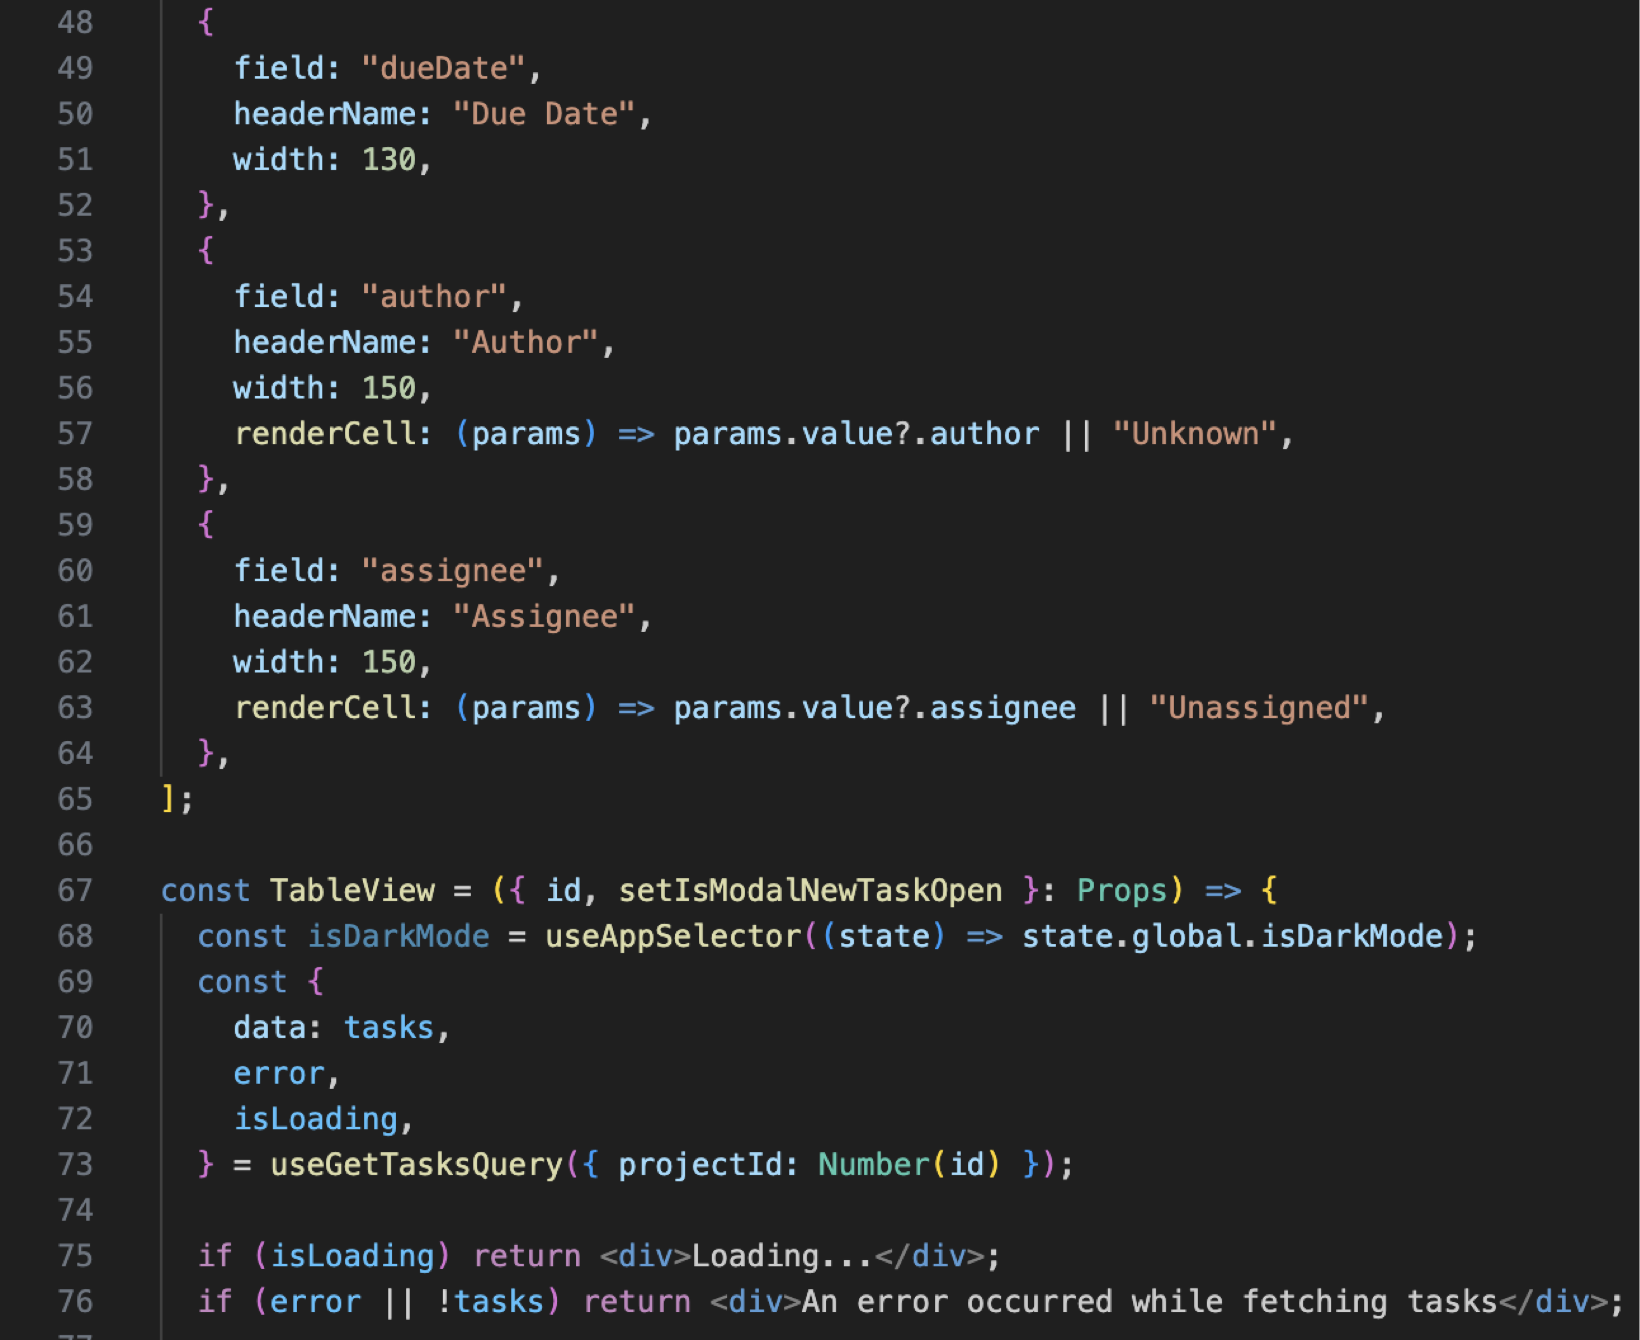 48 {
49 field: "dueDate",
50 headerName: "Due Date",
51 width: 130,
52 },
53 {
54 field: "author",
55 headerName: "Author",
56 width: 150,
57 renderCell: (params) => params.value?.author || "Unknown",
58 },
59 {
60 field: "assignee",
61 headerName: "Assignee",
62 width: 150,
63 renderCell: (params) => params.value?.assignee || "Unassigned",
64 },
65 ];
66
67 const TableView = ({ id, setIsModalNewTaskOpen }: Props) => {
68 const isDarkMode = useAppSelector((state) => state.global.isDarkMode);
69 const {
70 data: tasks,
71 error,
72 isLoading,
73 } = useGetTasksQuery({ projectId: Number(id) });
74
75 if (isLoading) return <div>Loading...</div>;
76 if (error || !tasks) return <div>An error occurred while fetching tasks</div>;